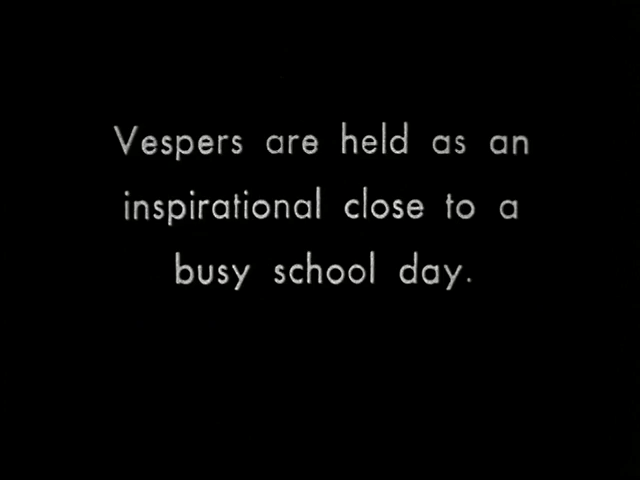 Vespers are held as an
inspirational close to a
busy school day.